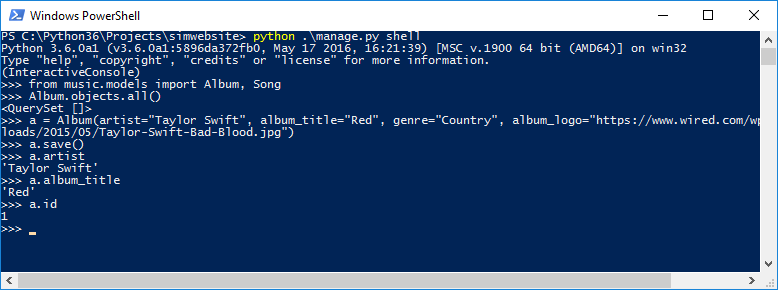 Windows PowerShell
PS C:\Python36\Projects\simwebsite> python .\manage.py shell
Python 3.6.0a1 (v3.6.0a1:5896da372fb0, May 17 2016, 16:21:39) [MSC v.1900 64 bit (AMD64)] on win32
Type "help", "copyright", "credits" or "license" for more information.
(InteractiveConsole)
>>> from music.models import Album, Song
>>> Album.objects.all()
<QuerySet []>
>>> a = Album(artist="Taylor Swift", album_title="Red", genre="Country", album_logo="https://www.wired.com/wp
loads/2015/05/Taylor-Swift-Bad-Blood.jpg")
>>> a.save()
>>> a.artist
'Taylor Swift'
>>> a.album_title
'Red'
>>> a.id
1
>>> _